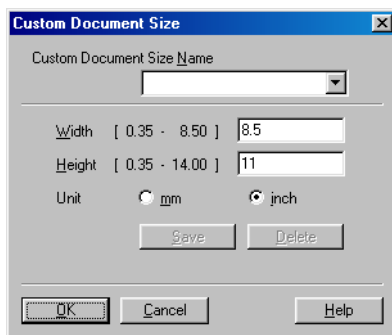 Custom Document Size
Custom Document Size Name
Width [ 0.35 - 8.50 ] 8.5
Height [ 0.35 - 14.00 ] 11
Unit mm inch
Save Delete
OK Cancel Help